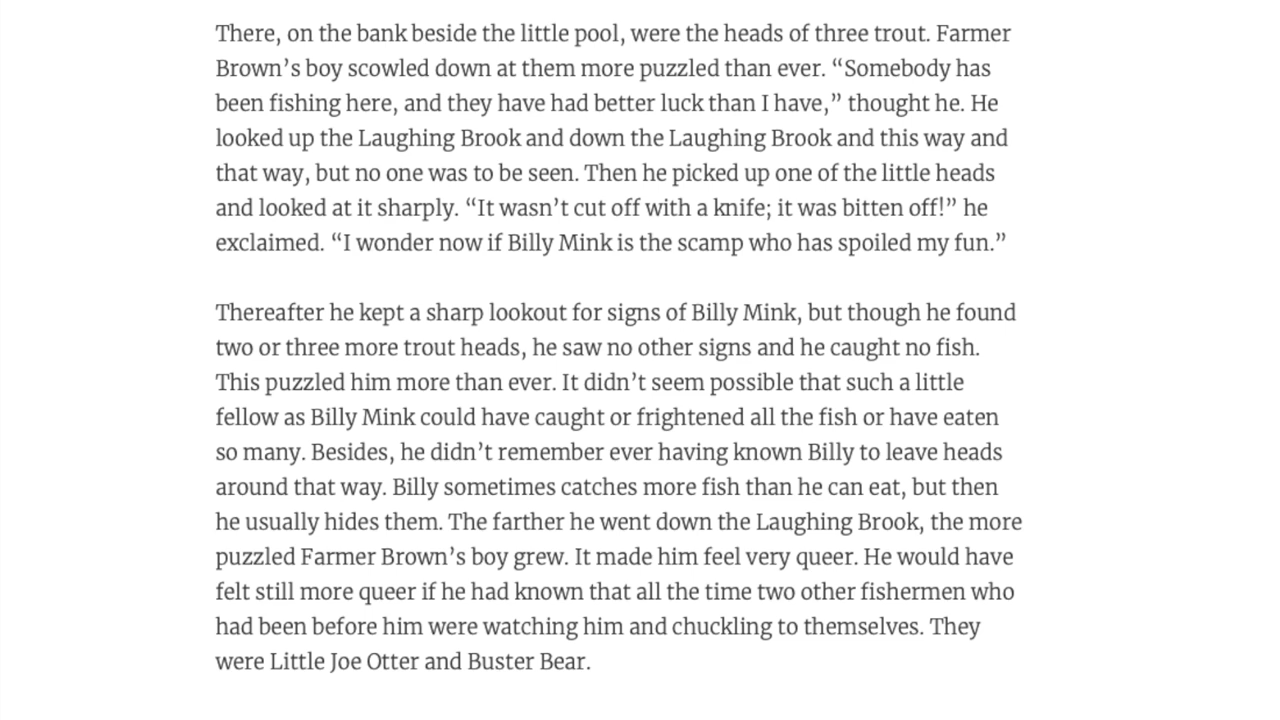 There, on the bank beside the little pool, were the heads of three trout. Farmer
Brown’s boy scowled down at them more puzzled than ever. “Somebody has
been fishing here, and they have had better luck than I have,” thought he. He
looked up the Laughing Brook and down the Laughing Brook and this way and
that way, but no one was to be seen. Then he picked up one of the little heads
and looked at it sharply. “It wasn’t cut off with a knife; it was bitten off!” he
exclaimed. “I wonder now if Billy Mink is the scamp who has spoiled my fun.”
Thereafter he kept a sharp lookout for signs of Billy Mink, but though he found
two or three more trout heads, he saw no other signs and he caught no fish.
This puzzled him more than ever. It didn’t seem possible that such a little
fellow as Billy Mink could have caught or frightened all the fish or have eaten
so many. Besides, he didn’t remember ever having known Billy to leave heads
around that way. Billy sometimes catches more fish than he can eat, but then
he usually hides them. The farther he went down the Laughing Brook, the more
puzzled Farmer Brown’s boy grew. It made him feel very queer. He would have
felt still more queer if he had known that all the time two other fishermen who
had been before him were watching him and chuckling to themselves. They
were Little Joe Otter and Buster Bear.